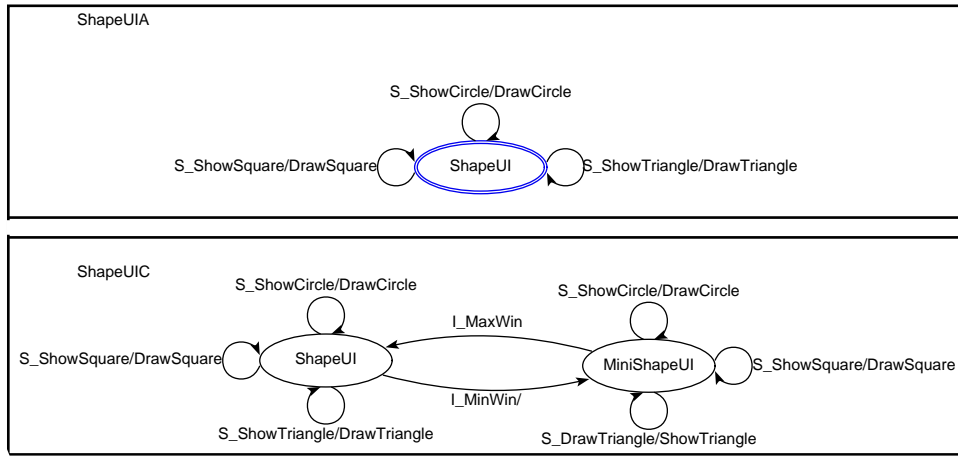 ShapeUIA
S_ShowCircle/DrawCircle
S_ShowSquare/DrawSquare
ShapeUI
S_ShowTriangle/DrawTriangle
ShapeUIC
S_ShowCircle/DrawCircle
S_ShowCircle/DrawCircle
I_MaxWin
S_ShowSquare/DrawSquare
ShapeUI
MiniShapeUI
S_ShowSquare/DrawSquare
I_MinWin/
S_ShowTriangle/DrawTriangle
S_DrawTriangle/ShowTriangle